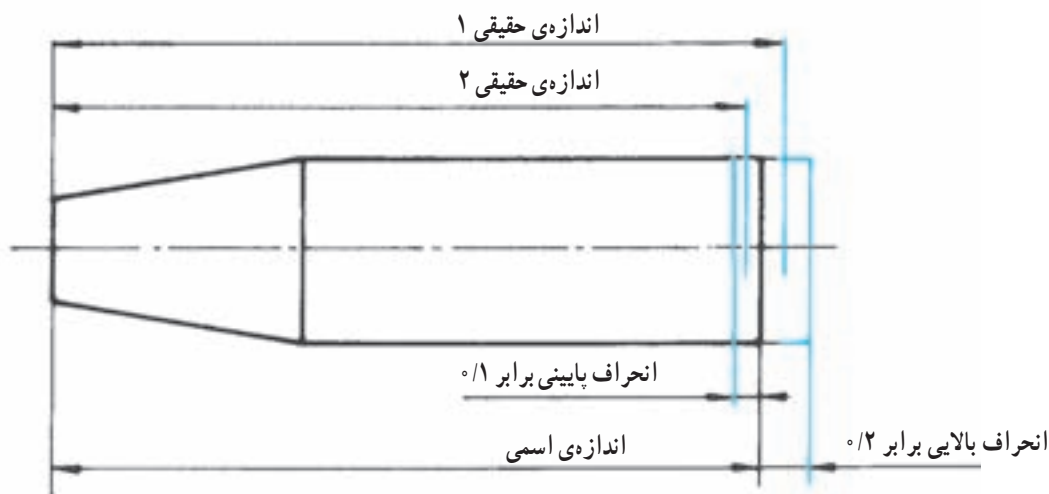 اندازه‌ی حقیقی ۱
اندازه‌ی حقیقی ۲
انحراف پایینی برابر ۰/۱
انحراف بالایی برابر ۰/۲
اندازه‌ی اسمی